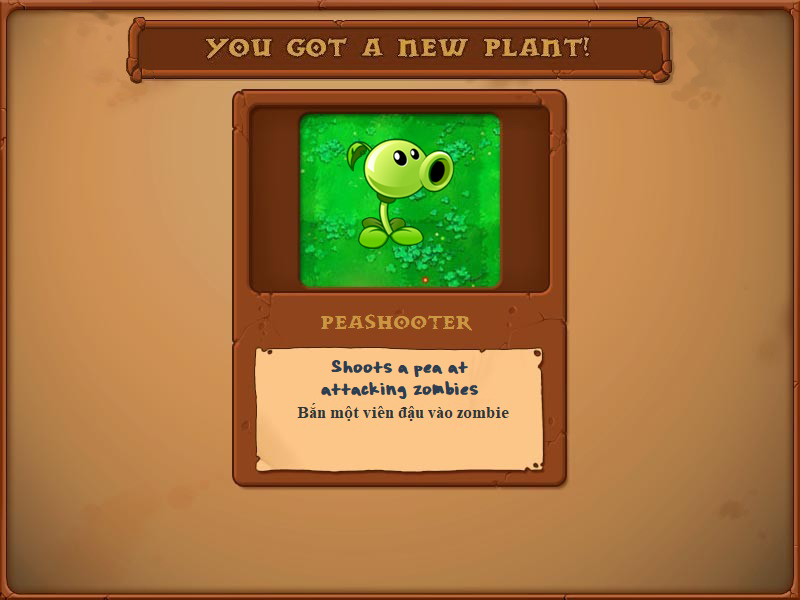 YOU GOT A NEW PLANT!
PEASHOOTER
Shoots a pea at
attacking zombies
Bắn một viên đậu vào zombie